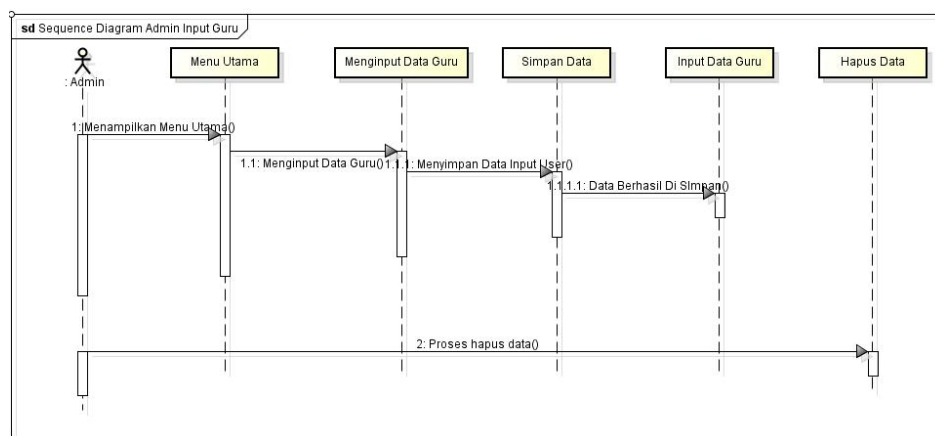 sd Sequence Diagram Admin Input Guru
: Admin
Menu Utama
Menginput Data Guru
Simpan Data
Input Data Guru
Hapus Data
1: Menampilkan Menu Utama()
1.1: Menginput Data Guru()
1.1.1: Menyimpan Data Input User()
1.1.1.1: Data Berhasil Di SImpan()
2: Proses hapus data()